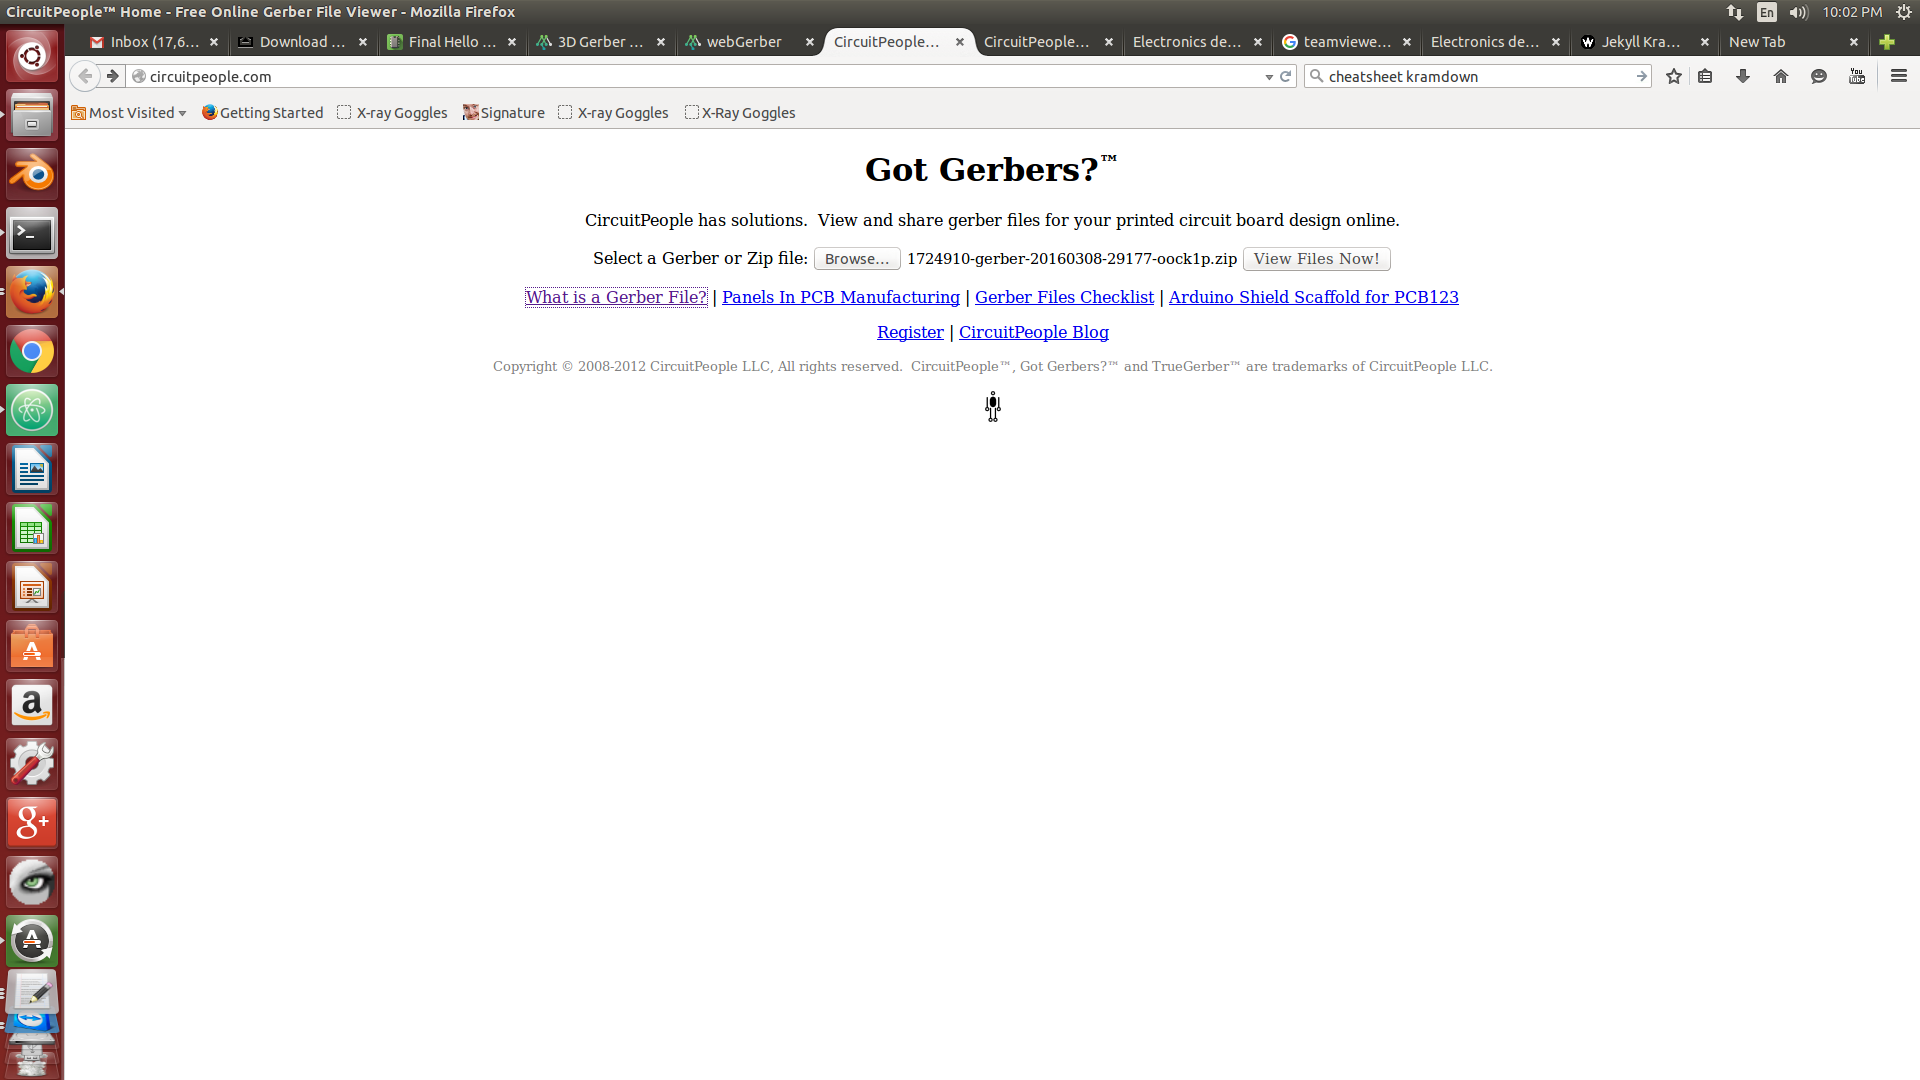 CircuitPeople™ Home - Free Online Gerber File Viewer - Mozilla Firefox
En
10:02 PM
Inbox (17,6...
Download ...
Final Hello ...
3D Gerber ...
webGerber
CircuitPeople...
CircuitPeople...
Electronics de...
teamviewe...
Electronics de...
Jekyll Kra...
New Tab
circuitpeople.com
cheatsheet kramdown
You
Tube
Most Visited
Getting Started
X-ray Goggles
Signature
X-ray Goggles
X-Ray Goggles
Got Gerbers?™
CircuitPeople has solutions. View and share gerber files for your printed circuit board design online.
Select a Gerber or Zip file: Browse... 1724910-gerber-20160308-29177-oock1p.zip View Files Now!
What is a Gerber File? | Panels In PCB Manufacturing | Gerber Files Checklist | Arduino Shield Scaffold for PCB123
Register | CircuitPeople Blog
Copyright © 2008-2012 CircuitPeople LLC, All rights reserved. CircuitPeople™, Got Gerbers?™ and TrueGerber™ are trademarks of CircuitPeople LLC.